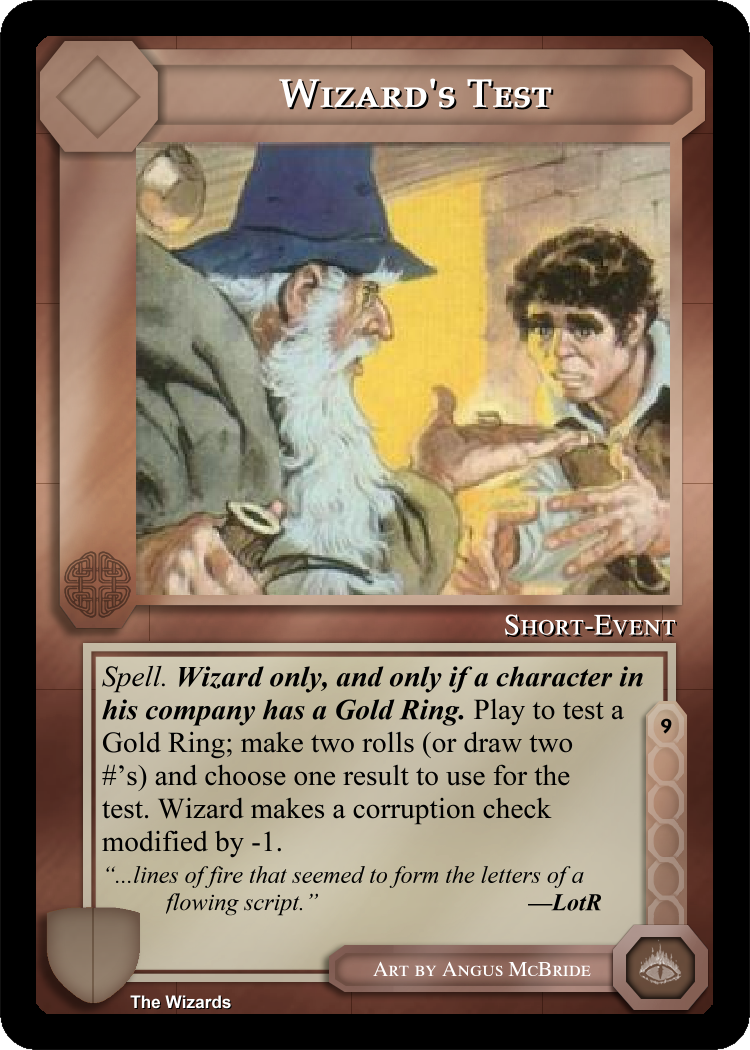 Wizard's Test
Short-Event
Spell. Wizard only, and only if a character in
his company has a Gold Ring. Play to test a
Gold Ring; make two rolls (or draw two
#’s) and choose one result to use for the
test. Wizard makes a corruption check
modified by -1.
“...lines of fire that seemed to form the letters of a
flowing script.” —LotR
9
Art by Angus McBride
The Wizards